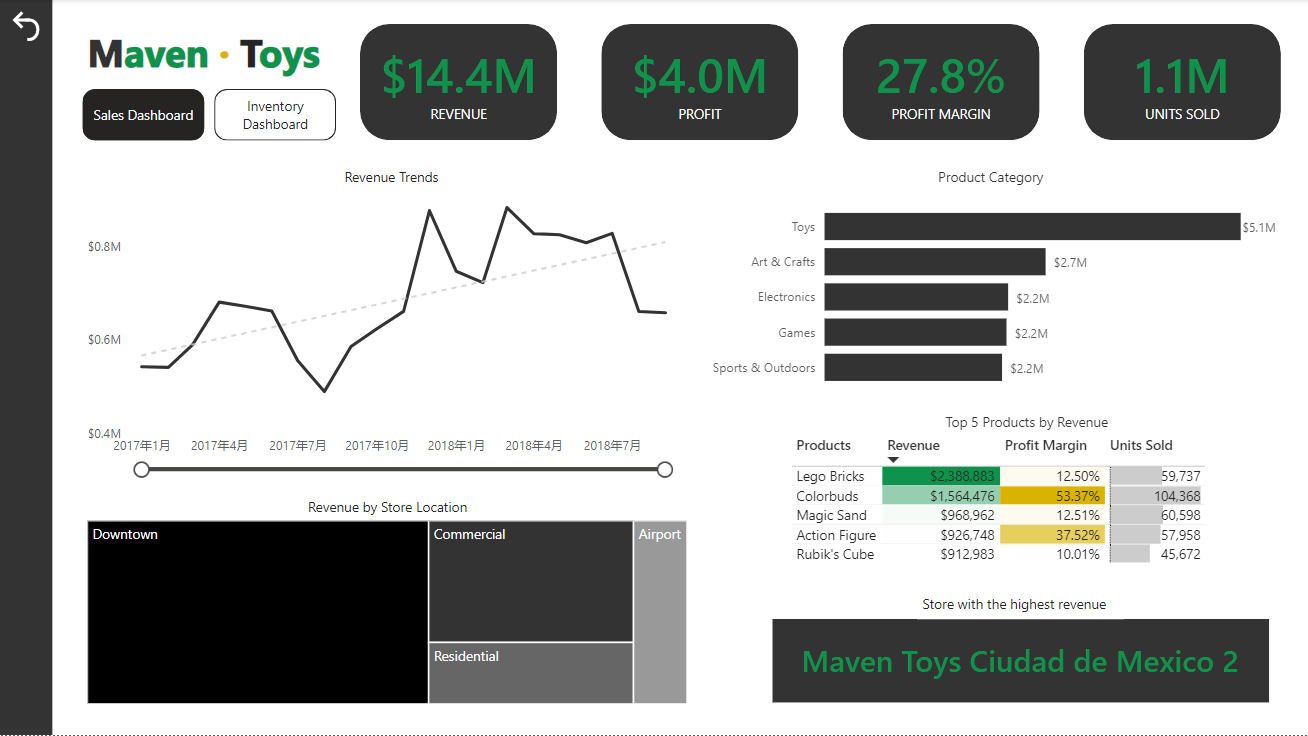 Maven · Toys
Sales Dashboard
Inventory
Dashboard
$14.4M
REVENUE
$4.0M
PROFIT
27.8%
PROFIT MARGIN
1.1M
UNITS SOLD
Revenue Trends
$0.8M
$0.6M
$0.4M
2017年1月 2017年4月 2017年7月 2017年10月 2018年1月 2018年4月 2018年7月
Product Category
Toys $5.1M
Art & Crafts $2.7M
Electronics $2.2M
Games $2.2M
Sports & Outdoors $2.2M
Revenue by Store Location
Downtown
Commercial
Airport
Residential
Top 5 Products by Revenue
Products Revenue Profit Margin Units Sold
Lego Bricks $2,388,883 12.50% 59,737
Colorbuds $1,564,476 53.37% 104,368
Magic Sand $968,962 12.51% 60,598
Action Figure $926,748 37.52% 57,958
Rubik's Cube $912,983 10.01% 45,672
Store with the highest revenue
Maven Toys Ciudad de Mexico 2